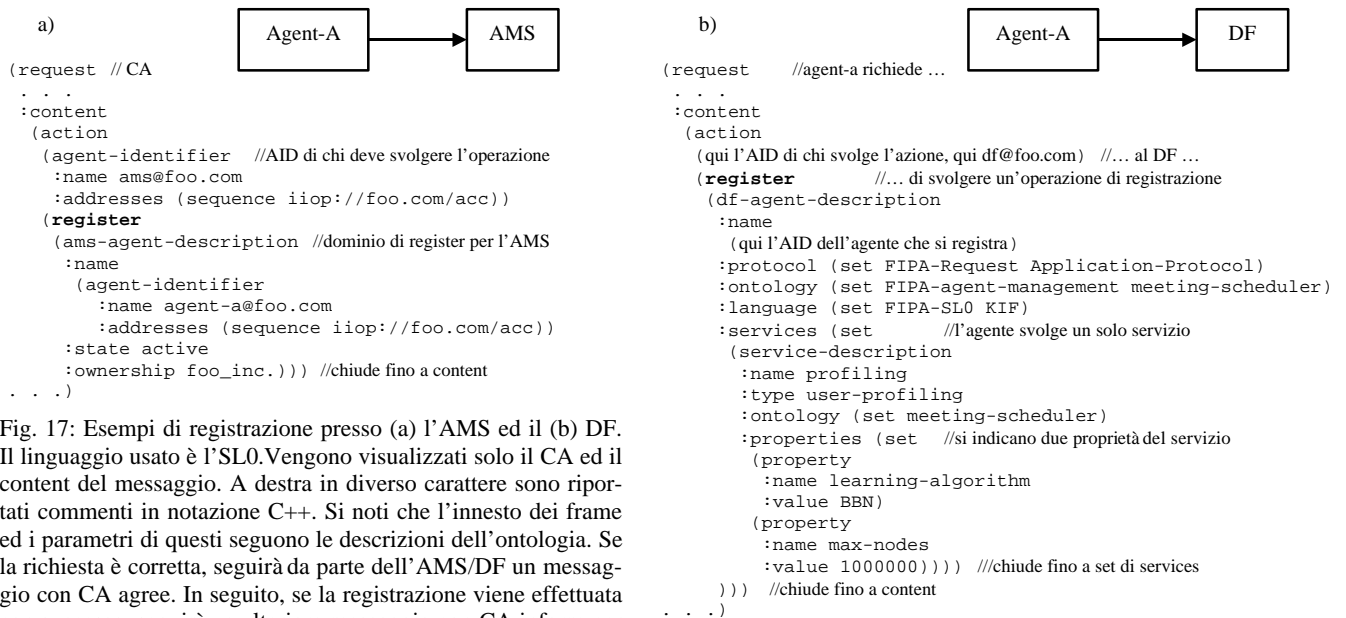 a)
Agent-A
AMS
(request // CA
. . .
:content
(action
(agent-identifier //AID di chi deve svolgere l'operazione
:name ams@foo.com
:addresses (sequence iiop://foo.com/acc))
(register
(ams-agent-description //dominio di register per l'AMS
:name
(agent-identifier
:name agent-a@foo.com
:addresses (sequence iiop://foo.com/acc))
:state active
:ownership foo_inc.))) //chiude fino a content
. . .)
Fig. 17: Esempi di registrazione presso (a) l'AMS ed il (b) DF.
Il linguaggio usato è l'SL0.Vengono visualizzati solo il CA ed il
content del messaggio. A destra in diverso carattere sono ripor-
tati commenti in notazione C++. Si noti che l'innesto dei frame
ed i parametri di questi seguono le descrizioni dell'ontologia. Se
la richiesta è corretta, seguirà da parte dell'AMS/DF un messag-
gio con CA agree. In seguito, se la registrazione viene effettuata
b)
Agent-A
DF
(request //agent-a richiede …
. . .
:content
(action
(qui l'AID di chi svolge l'azione, qui df@foo.com) //… al DF …
(register //… di svolgere un'operazione di registrazione
(df-agent-description
:name
(qui l'AID dell'agente che si registra)
:protocol (set FIPA-Request Application-Protocol)
:ontology (set FIPA-agent-management meeting-scheduler)
:language (set FIPA-SL0 KIF)
:services (set //l'agente svolge un solo servizio
(service-description
:name profiling
:type user-profiling
:ontology (set meeting-scheduler)
:properties (set //si indicano due proprietà del servizio
(property
:name learning-algorithm
:value BBN)
(property
:name max-nodes
:value 1000000)))) ///chiude fino a set di services
))) //chiude fino a content
. . .)